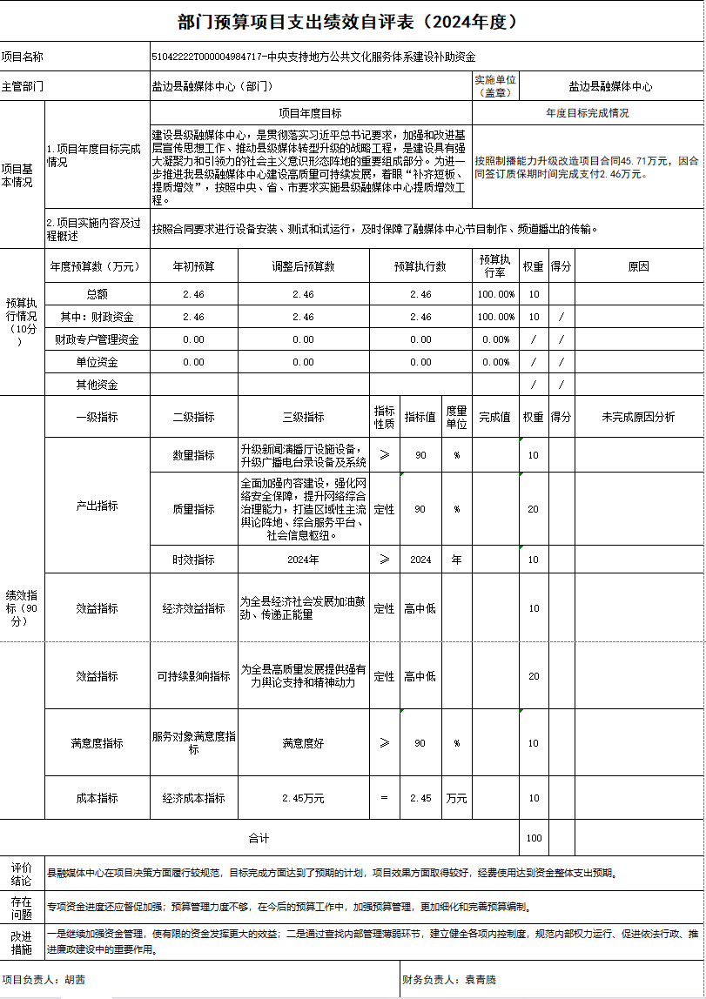 部门预算项目支出绩效自评表（2024年度）
项目名称
51042222T000004984717-中央支持地方公共文化服务体系建设补助资金
主管部门
盐边县融媒体中心（部门）
实施单位
（盖章）
盐边县融媒体中心
项目基
本情况
1.项目年度目标完成
情况
项目年度目标
年度目标完成情况
建设县级融媒体中心，是贯彻落实习近平总书记要求，加强和改进基
层宣传思想工作、推动县级媒体转型升级的战略工程，是建设具有强
大凝聚力和引领力的社会主义意识形态阵地的重要组成部分。为进一
步推进我县级融媒体中心建设高质量可持续发展，着眼“补齐短板、
提质增效”，按照中央、省、市要求实施县级融媒体中心提质增效工
程。
按照制播能力升级改造项目合同45.71万元，因合
同签订质保期时间完成支付2.46万元。
2.项目实施内容及过
程概述
按照合同要求进行设备安装、测试和试运行，及时保障了融媒体中心节目制作、频道播出的传输。
预算执
行情况
（10分
）
年度预算数（万元） 年初预算 调整后预算数 预算执行数 预算执
行率 权重 得分 原因
总额 2.46 2.46 2.46 100.00% 10
其中：财政资金 2.46 2.46 2.46 100.00% 10 /
财政专户管理资金 0.00 0.00 0.00 0.00% / /
单位资金 0.00 0.00 0.00 0.00% / /
其他资金 / /
绩效指
标（90
分）
一级指标 二级指标 三级指标 指标
性质 指标值 度量
单位 完成值 权重 得分 未完成原因分析
产出指标
数量指标 升级新闻演播厅设施设备，
升级广播电台录设备及系统 ≥ 90 % 10
质量指标 全面加强内容建设，强化网
络安全保障，提升网络综合
治理能力，打造区域性主流
舆论阵地、综合服务平台、
社会信息枢纽。 定性 90 % 20
时效指标 2024年 ≥ 2024 年 10
效益指标 经济效益指标 为全县经济社会发展加油鼓
劲、传递正能量 定性 高中低 10
效益指标 可持续影响指标 为全县高质量发展提供强有
力舆论支持和精神动力 定性 高中低 20
满意度指标 服务对象满意度指
标 满意度好 ≥ 90 % 10
成本指标 经济成本指标 2.45万元 = 2.45 万元 10
合计 100
评价
结论
县融媒体中心在项目决策方面履行较规范，目标完成方面达到了预期的计划，项目效果方面取得较好，经费使用达到资金整体支出预期。
存在
问题
专项资金进度还应督促加强；预算管理力度不够，在今后的预算工作中，加强预算管理，更加细化和完善预算编制。
改进
措施
一是继续加强资金管理，使有限的资金发挥更大的效益；二是通过查找内部管理薄弱环节，建立健全各项内控制度，规范内部权力运行、促进依法行政、推
进廉政建设中的重要作用。
项目负责人：胡茜
财务负责人：袁青腾